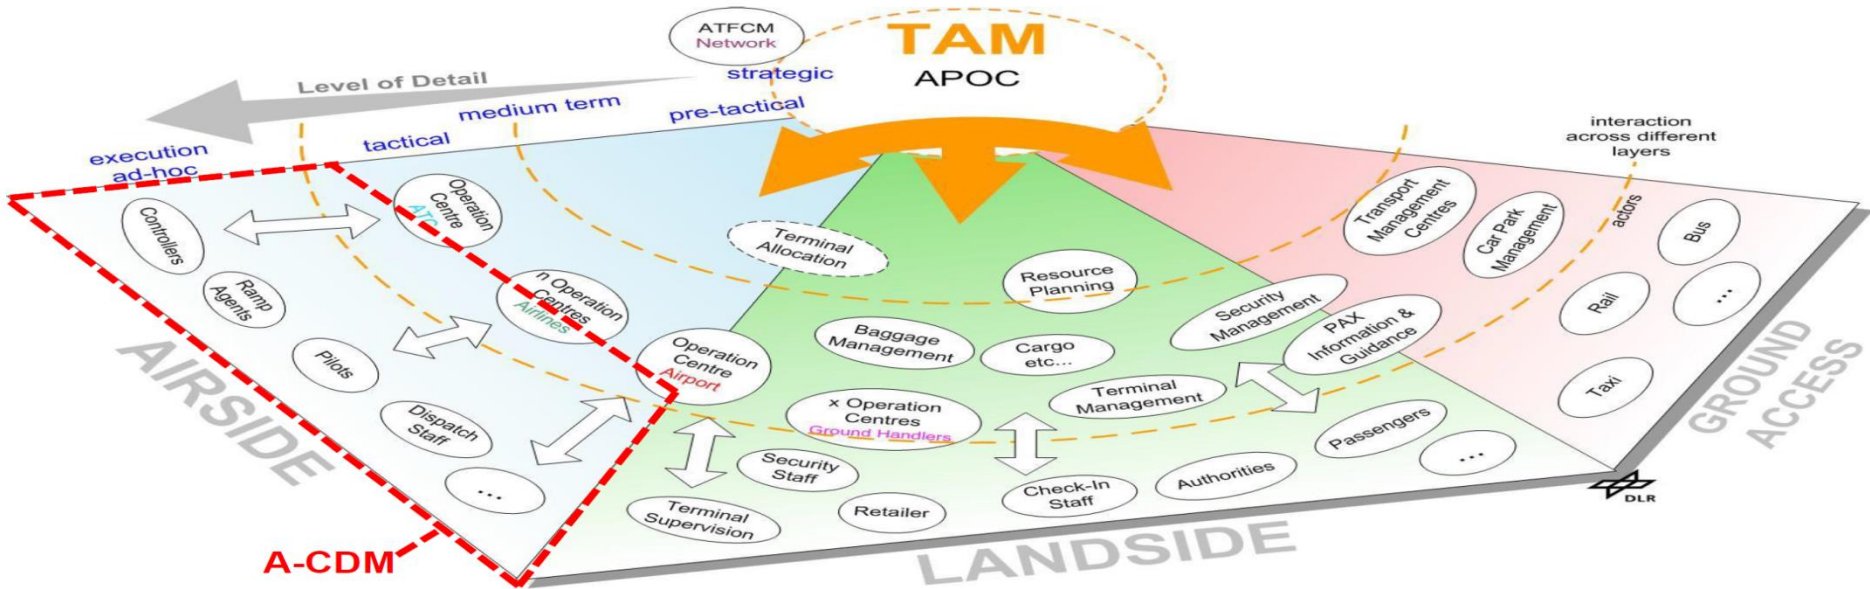 ATFCM
Network
TAM
APOC
strategic
Level of Detail
medium term
pre-tactical
tactical
execution
ad-hoc
interaction
across different
layers
actors
Controllers
Operation
Centre
ATC
Ramp
Agents
n Operation
Centres
Airlines
Pilots
Dispatch
Staff
...
Operation
Centre
Airport
AIRSIDE
A-CDM
Terminal
Allocation
Resource
Planning
Baggage
Management
Cargo
etc...
Security
Management
PAX
Information &
Guidance
x Operation
Centres
Ground Handlers
Terminal
Management
Security
Staff
Terminal
Supervision
Retailer
Check-In
Staff
Authorities
Passengers
...
LANDSIDE
Transport
Management
Centres
Car Park
Management
Bus
...
Rail
Taxi
GROUND
ACCESS
DLR